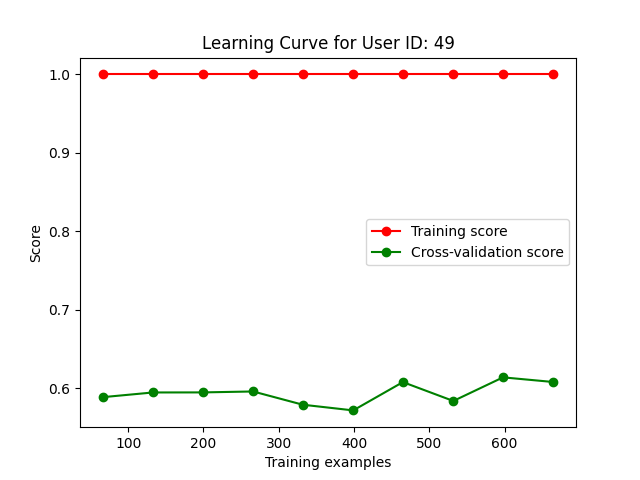 Learning Curve for User ID: 49
1.0
0.9
0.8
0.7
0.6
Score
Training score
Cross-validation score
100 200 300 400 500 600
Training examples